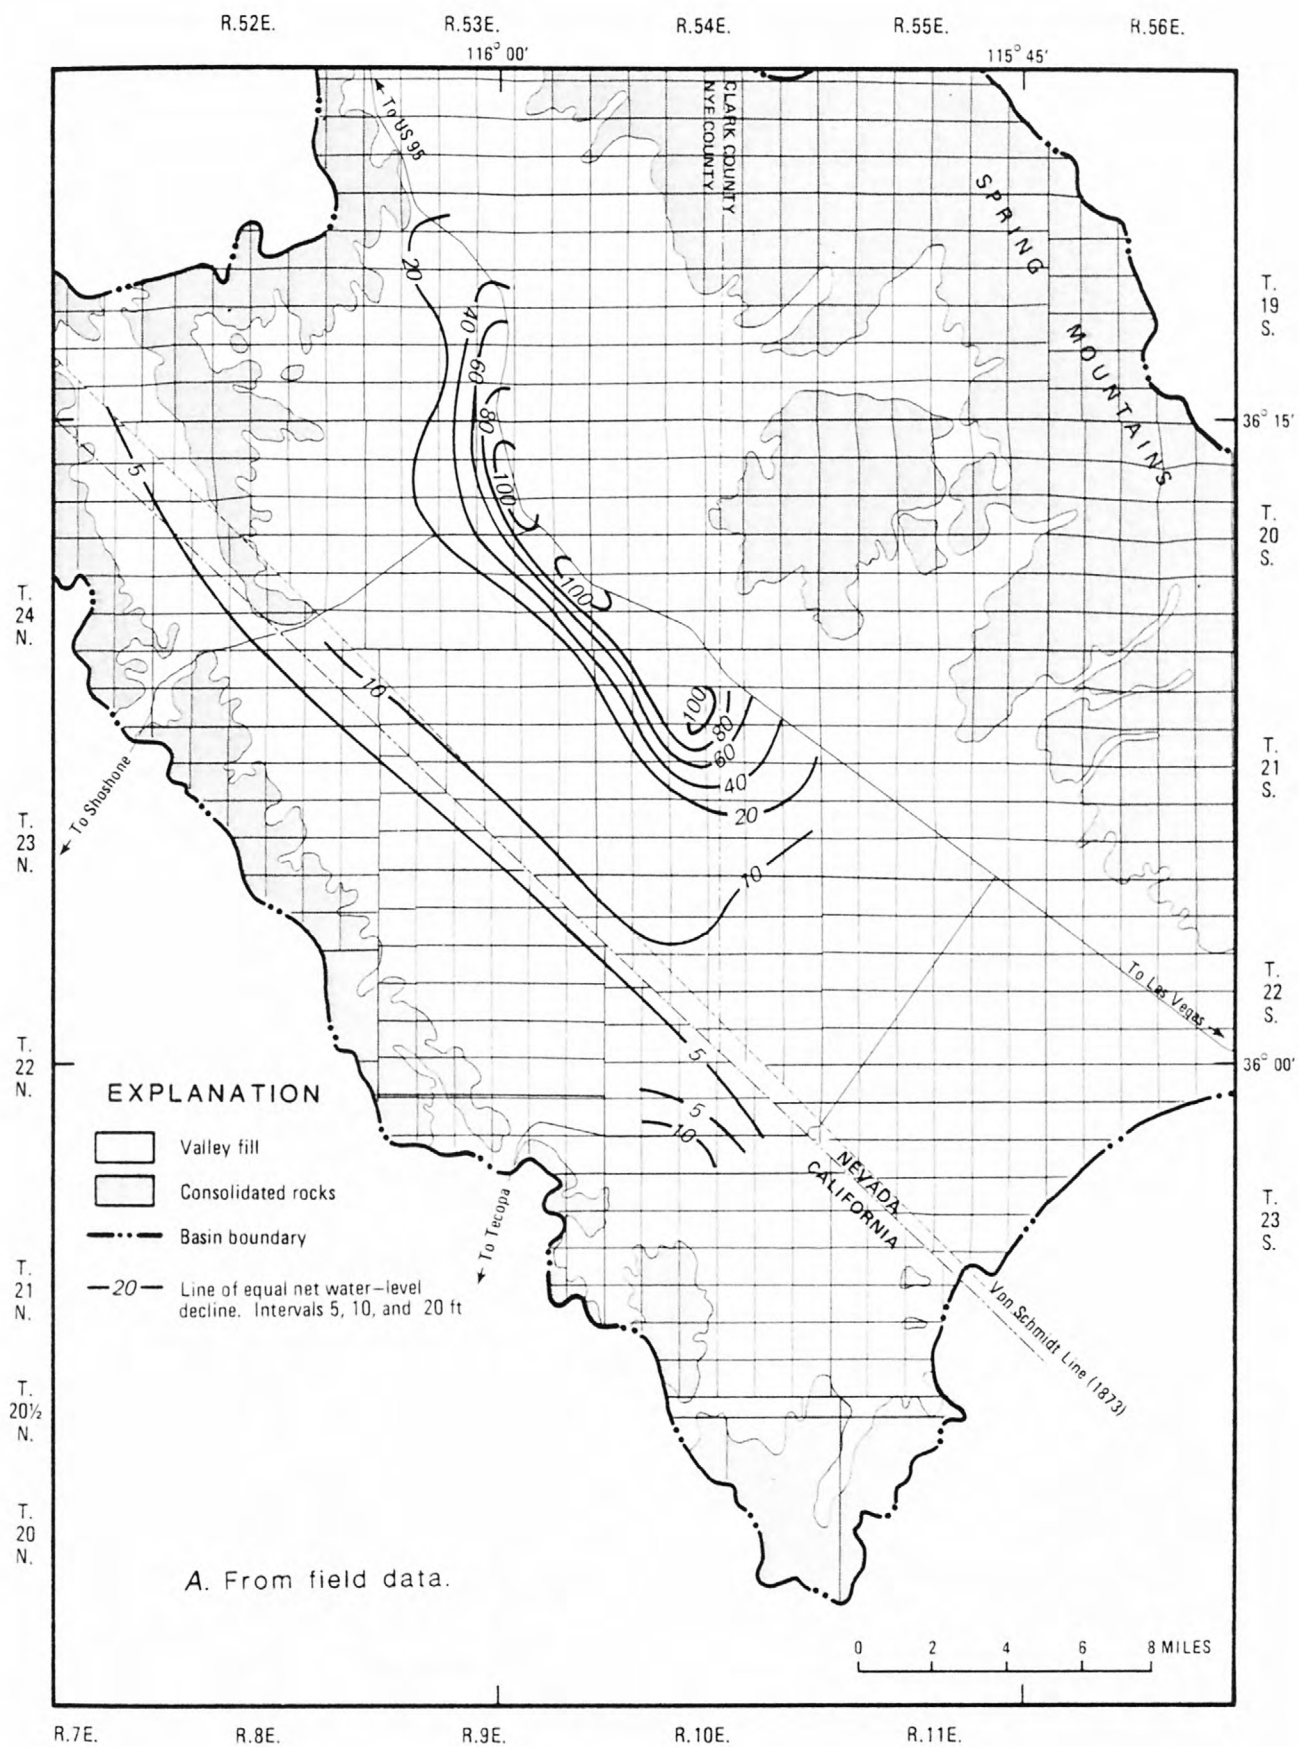 R.52E. R.53E. R.54E. R.55E. R.56E.
116° 00' 115° 45'
To US 95
CLARK COUNTY
NYE COUNTY
SPRING
MOUNTAINS
T.
19
S.
20
40
60
80
100
36° 15'
5
T.
20
S.
100
T.
24
N.
10
100
80
60
40
20
T.
21
S.
To Shoshone
T.
23
N.
10
To Las Vegas
T.
22
S.
T.
22
N.
5
36° 00'
5
10
EXPLANATION
Valley fill
Consolidated rocks
Basin boundary
20 Line of equal net water-level
decline. Intervals 5, 10, and 20 ft
To Tecopa
NEVADA
CALIFORNIA
T.
23
S.
T.
21
N.
Von Schmidt Line (1873)
T.
20½
N.
T.
20
N.
A. From field data.
0 2 4 6 8 MILES
R.7E. R.8E. R.9E. R.10E. R.11E.